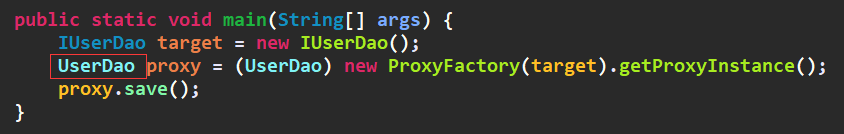 public static void main(String[] args) {
IUserDao target = new IUserDao();
UserDao proxy = (UserDao) new ProxyFactory(target).getProxyInstance();
proxy.save();
}